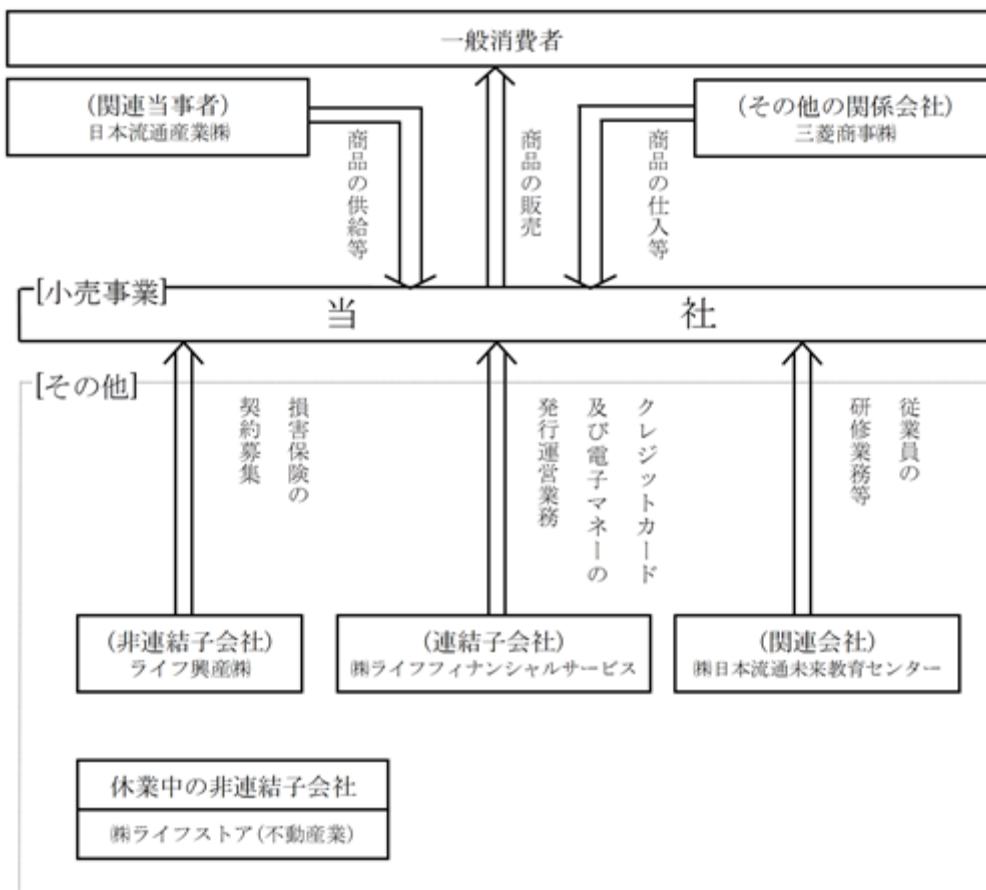 一般消費者
(関連当事者)
日本流通産業㈱
(その他の関係会社)
三菱商事㈱
商品の供給等
商品の販売
商品の仕入等
[小売事業]
当社
[その他]
損害保険の
契約募集
クレジットカード
及び電子マネーの
発行運営業務
従業員の
研修業務等
(非連結子会社)
ライフ興産㈱
(連結子会社)
㈱ライフフィナンシャルサービス
(関連会社)
㈱日本流通未来教育センター
休業中の非連結子会社
㈱ライフストア(不動産業)